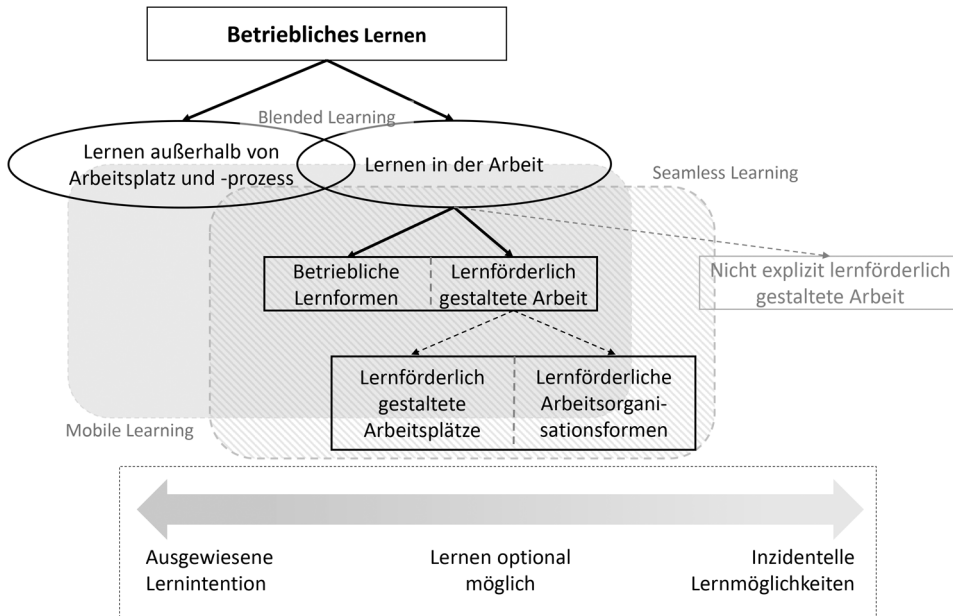 Betriebliches Lernen
Blended Learning
Lernen außerhalb von
Arbeitsplatz und -prozess
Lernen in der Arbeit
Seamless Learning
Betriebliche
Lernformen
Lernförderlich
gestaltete Arbeit
Nicht explizit lernförderlich
gestaltete Arbeit
Lernförderlich
gestaltete
Arbeitsplätze
Lernförderliche
Arbeitsorgani-
sationsformen
Mobile Learning
Ausgewiesene
Lernintention
Lernen optional
möglich
Inzidentelle
Lernmöglichkeiten